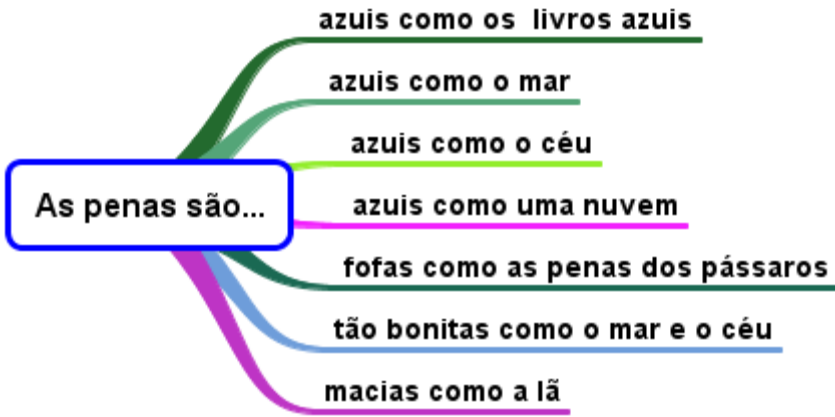 azuis como os livros azuis
azuis como o mar
azuis como o céu
As penas são...
azuis como uma nuvem
fofas como as penas dos pássaros
tão bonitas como o mar e o céu
macias como a lã